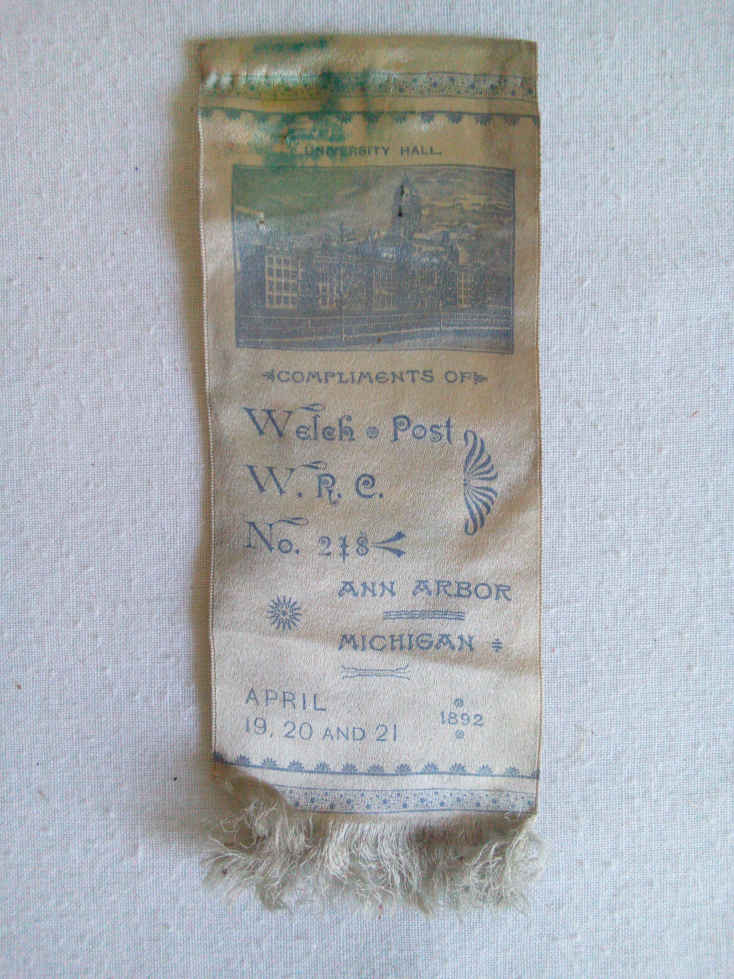 UNIVERSITY HALL.
COMPLIMENTS OF
Welch Post
W. R. C.
No. 218
ANN ARBOR
MICHIGAN
APRIL
19, 20 AND 21
1892